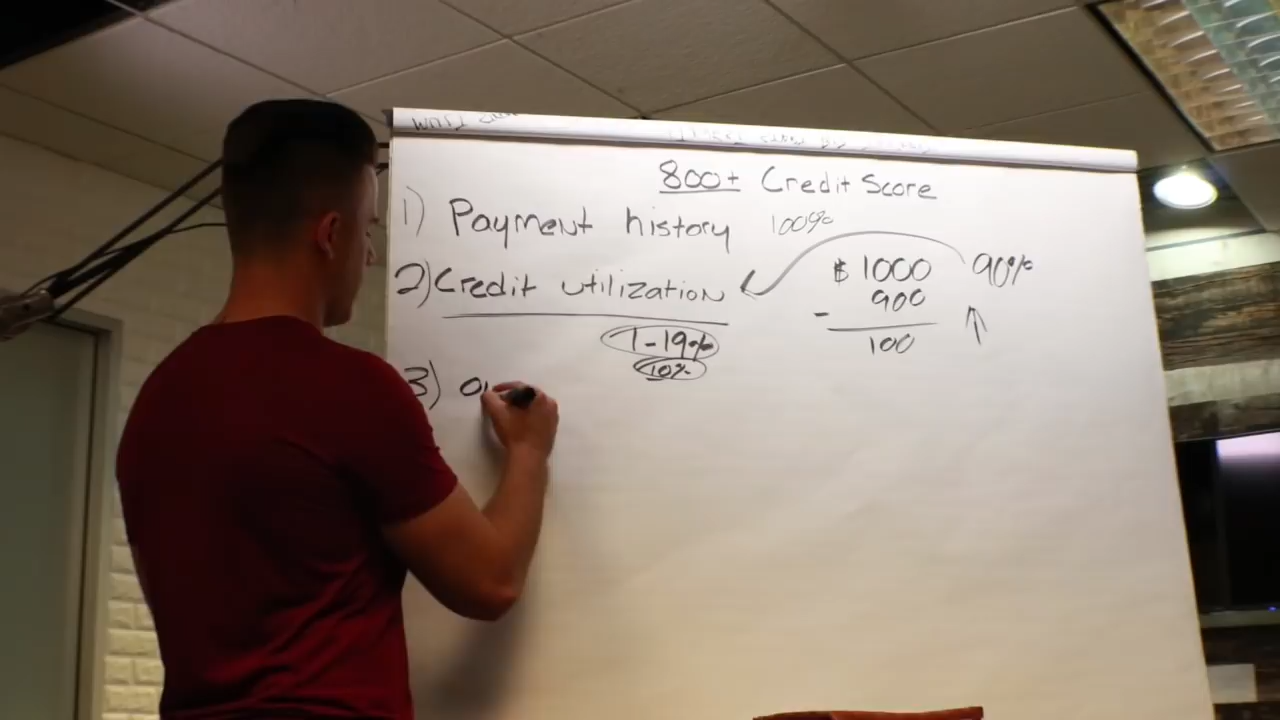 800+ Credit Score
1) Payment history 100%
2) Credit utilization
$1000 90%
- 900
100
1-19%
10%
3)